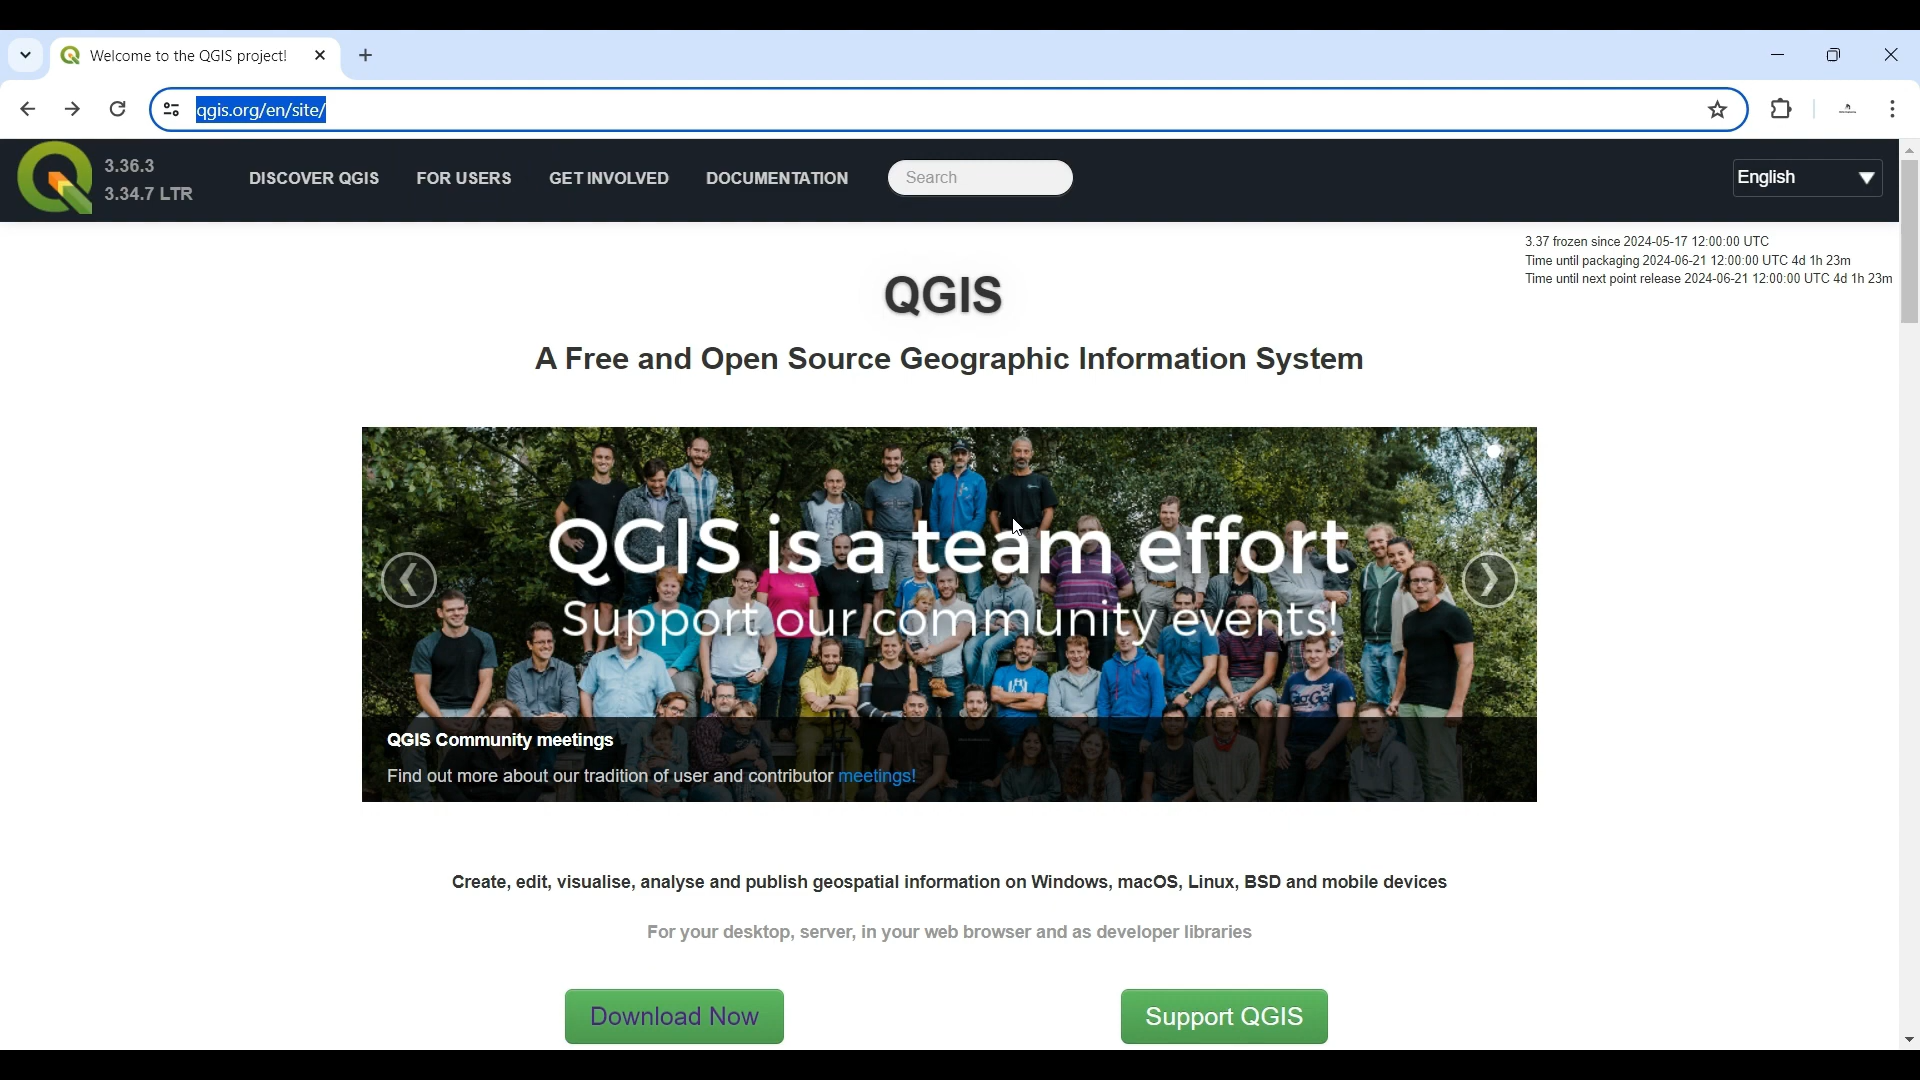 Welcome to the QGIS project!
qgis.org/en/site/
3.36.3
3.34.7 LTR
DISCOVER QGIS
FOR USERS
GET INVOLVED
DOCUMENTATION
Search
English
3.37 frozen since 2024-05-17 12:00:00 UTC
Time until packaging 2024-06-21 12:00:00 UTC 4d 1h 23m
Time until next point release 2024-06-21 12:00:00 UTC 4d 1h 23m
QGIS
A Free and Open Source Geographic Information System
QGIS is a team effort
Support our community events!
QGIS Community meetings
Find out more about our tradition of user and contributor meetings!
Create, edit, visualise, analyse and publish geospatial information on Windows, macOS, Linux, BSD and mobile devices
For your desktop, server, in your web browser and as developer libraries
Download Now
Support QGIS